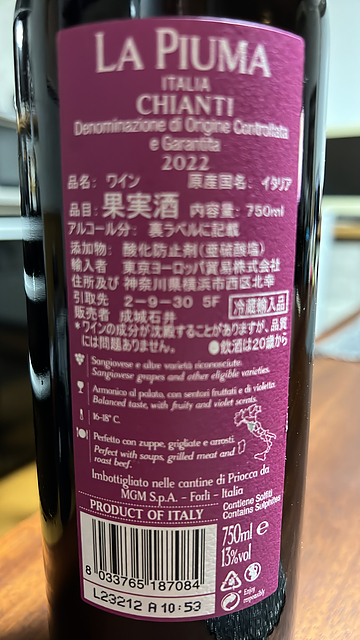 LA PIUMA
ITALIA
CHIANTI
Denominazione di Origine Controllata
e Garantita
2022
品名: ワイン 原産国名: イタリア
品目: 果実酒 内容量: 750ml
アルコール分: 裏ラベルに記載
添加物: 酸化防止剤(亜硫酸塩)
輸入者 東京ヨーロッパ貿易株式会社
住所及び 神奈川県横浜市西区北幸
引取先 2-9-30 5F 冷蔵輸入品
販売者 成城石井
*ワインの成分が沈殿することがありますが、品質
には問題ありません。 ●飲酒は20歳から
Sangiovese e altre varietà riconosciute.
Sangiovese grapes and other eligible varieties.
Armonico al palato, con sentori fruttati e di violetta.
Balanced taste, with fruity and violet scents.
16-18° C.
Perfetto con zuppe, grigliate e arrosti.
Perfect with soups, grilled meat and
roast beef.
Imbottigliato nelle cantine di Priocca da
MGM S.p.A. - Forlì - Italia
PRODUCT OF ITALY
Contiene Solfiti
Contains Sulphites
750ml e
13%vol
8 033765 187084
L23212 A 10:53
Enjoy
responsibly